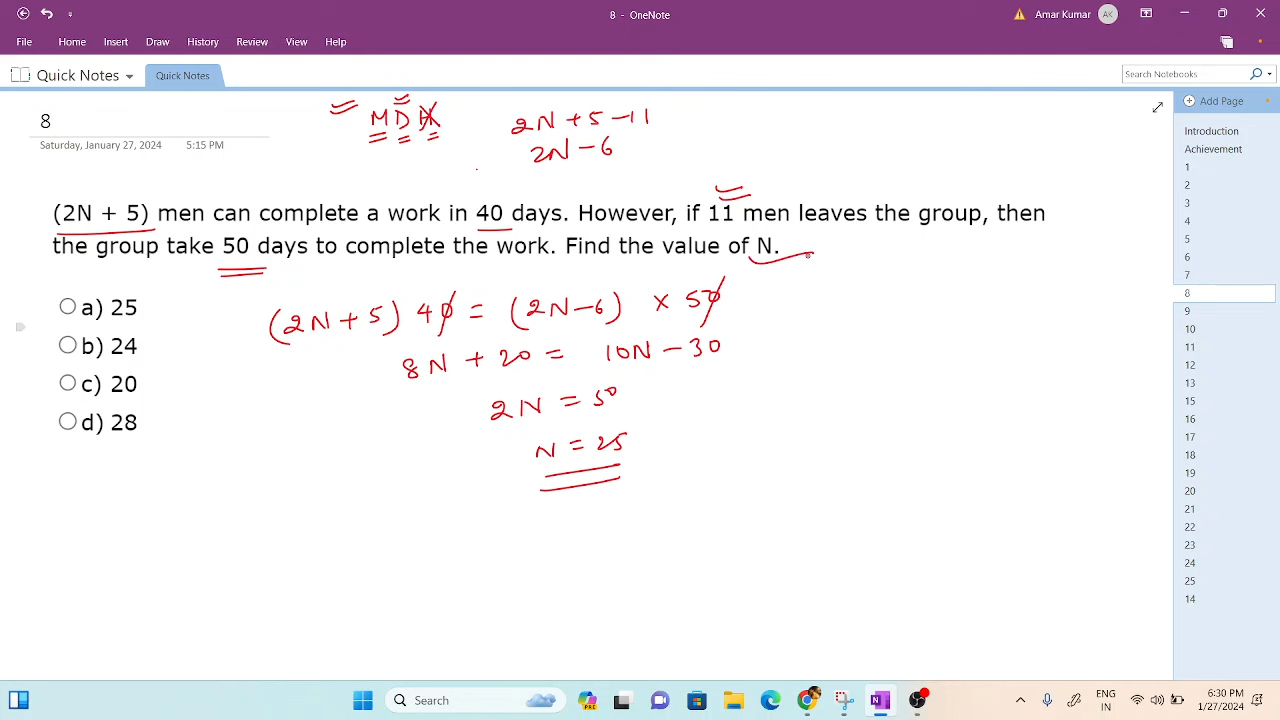 8 - OneNote
Amar Kumar AK
File Home Insert Draw History Review View Help
Quick Notes Quick Notes Search Notebooks
8
Saturday, January 27, 2024 5:15 PM
M D H 2N + 5 - 11
2N - 6
(2N + 5) men can complete a work in 40 days. However, if 11 men leaves the group, then
the group take 50 days to complete the work. Find the value of N.
a) 25
b) 24
c) 20
d) 28
(2N + 5) 40 = (2N - 6) × 50
8N + 20 = 10N - 30
2N = 50
N = 25
Add Page
Introduction
Achievement
1
2
3
4
5
6
7
8
9
10
11
12
13
15
16
17
18
19
20
21
22
23
24
25
14
Search
ENG
IN
6:30 PM
1/27/2024